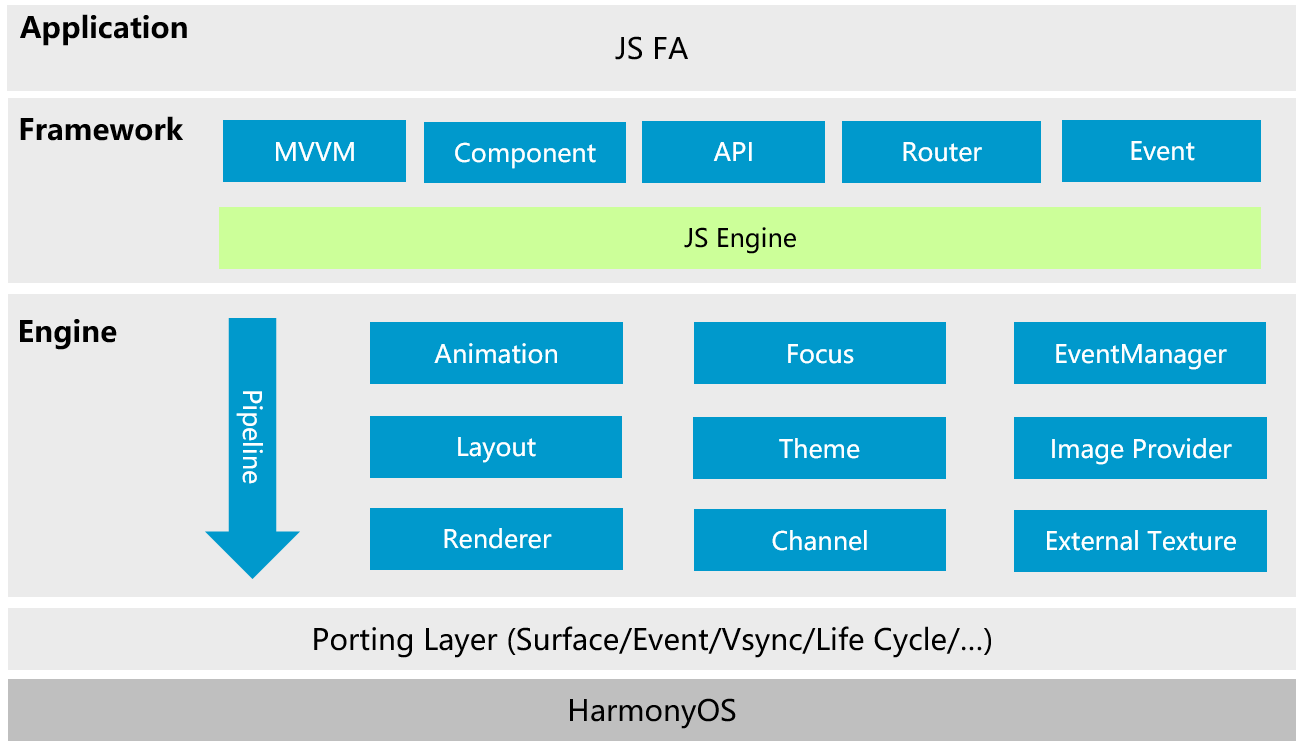 Application
JS FA
Framework
MVVM
Component
API
Router
Event
JS Engine
Engine
Pipeline
Animation
Focus
EventManager
Layout
Theme
Image Provider
Renderer
Channel
External Texture
Porting Layer (Surface/Event/Vsync/Life Cycle/...)
HarmonyOS